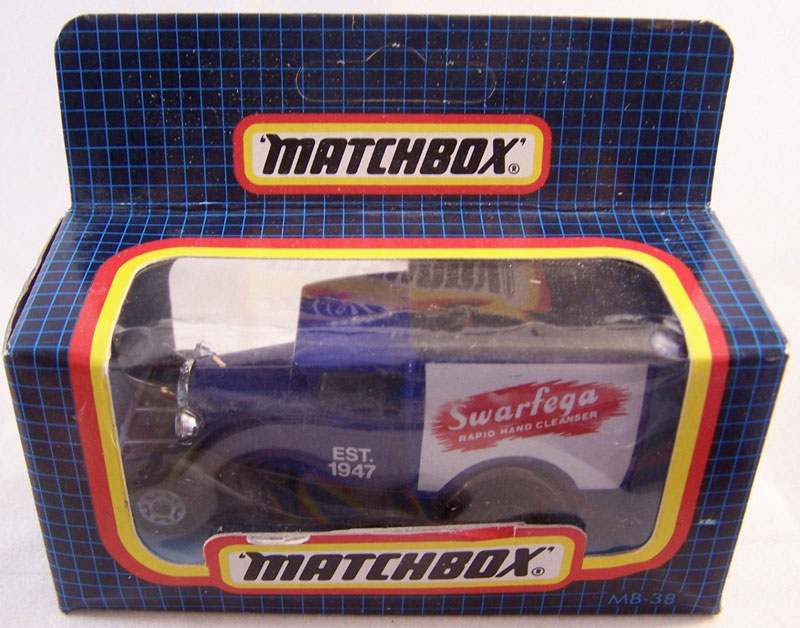 'MATCHBOX'®
Swarfega
RAPID HAND CLEANSER
EST.
1947
'MATCHBOX'®
MB-38